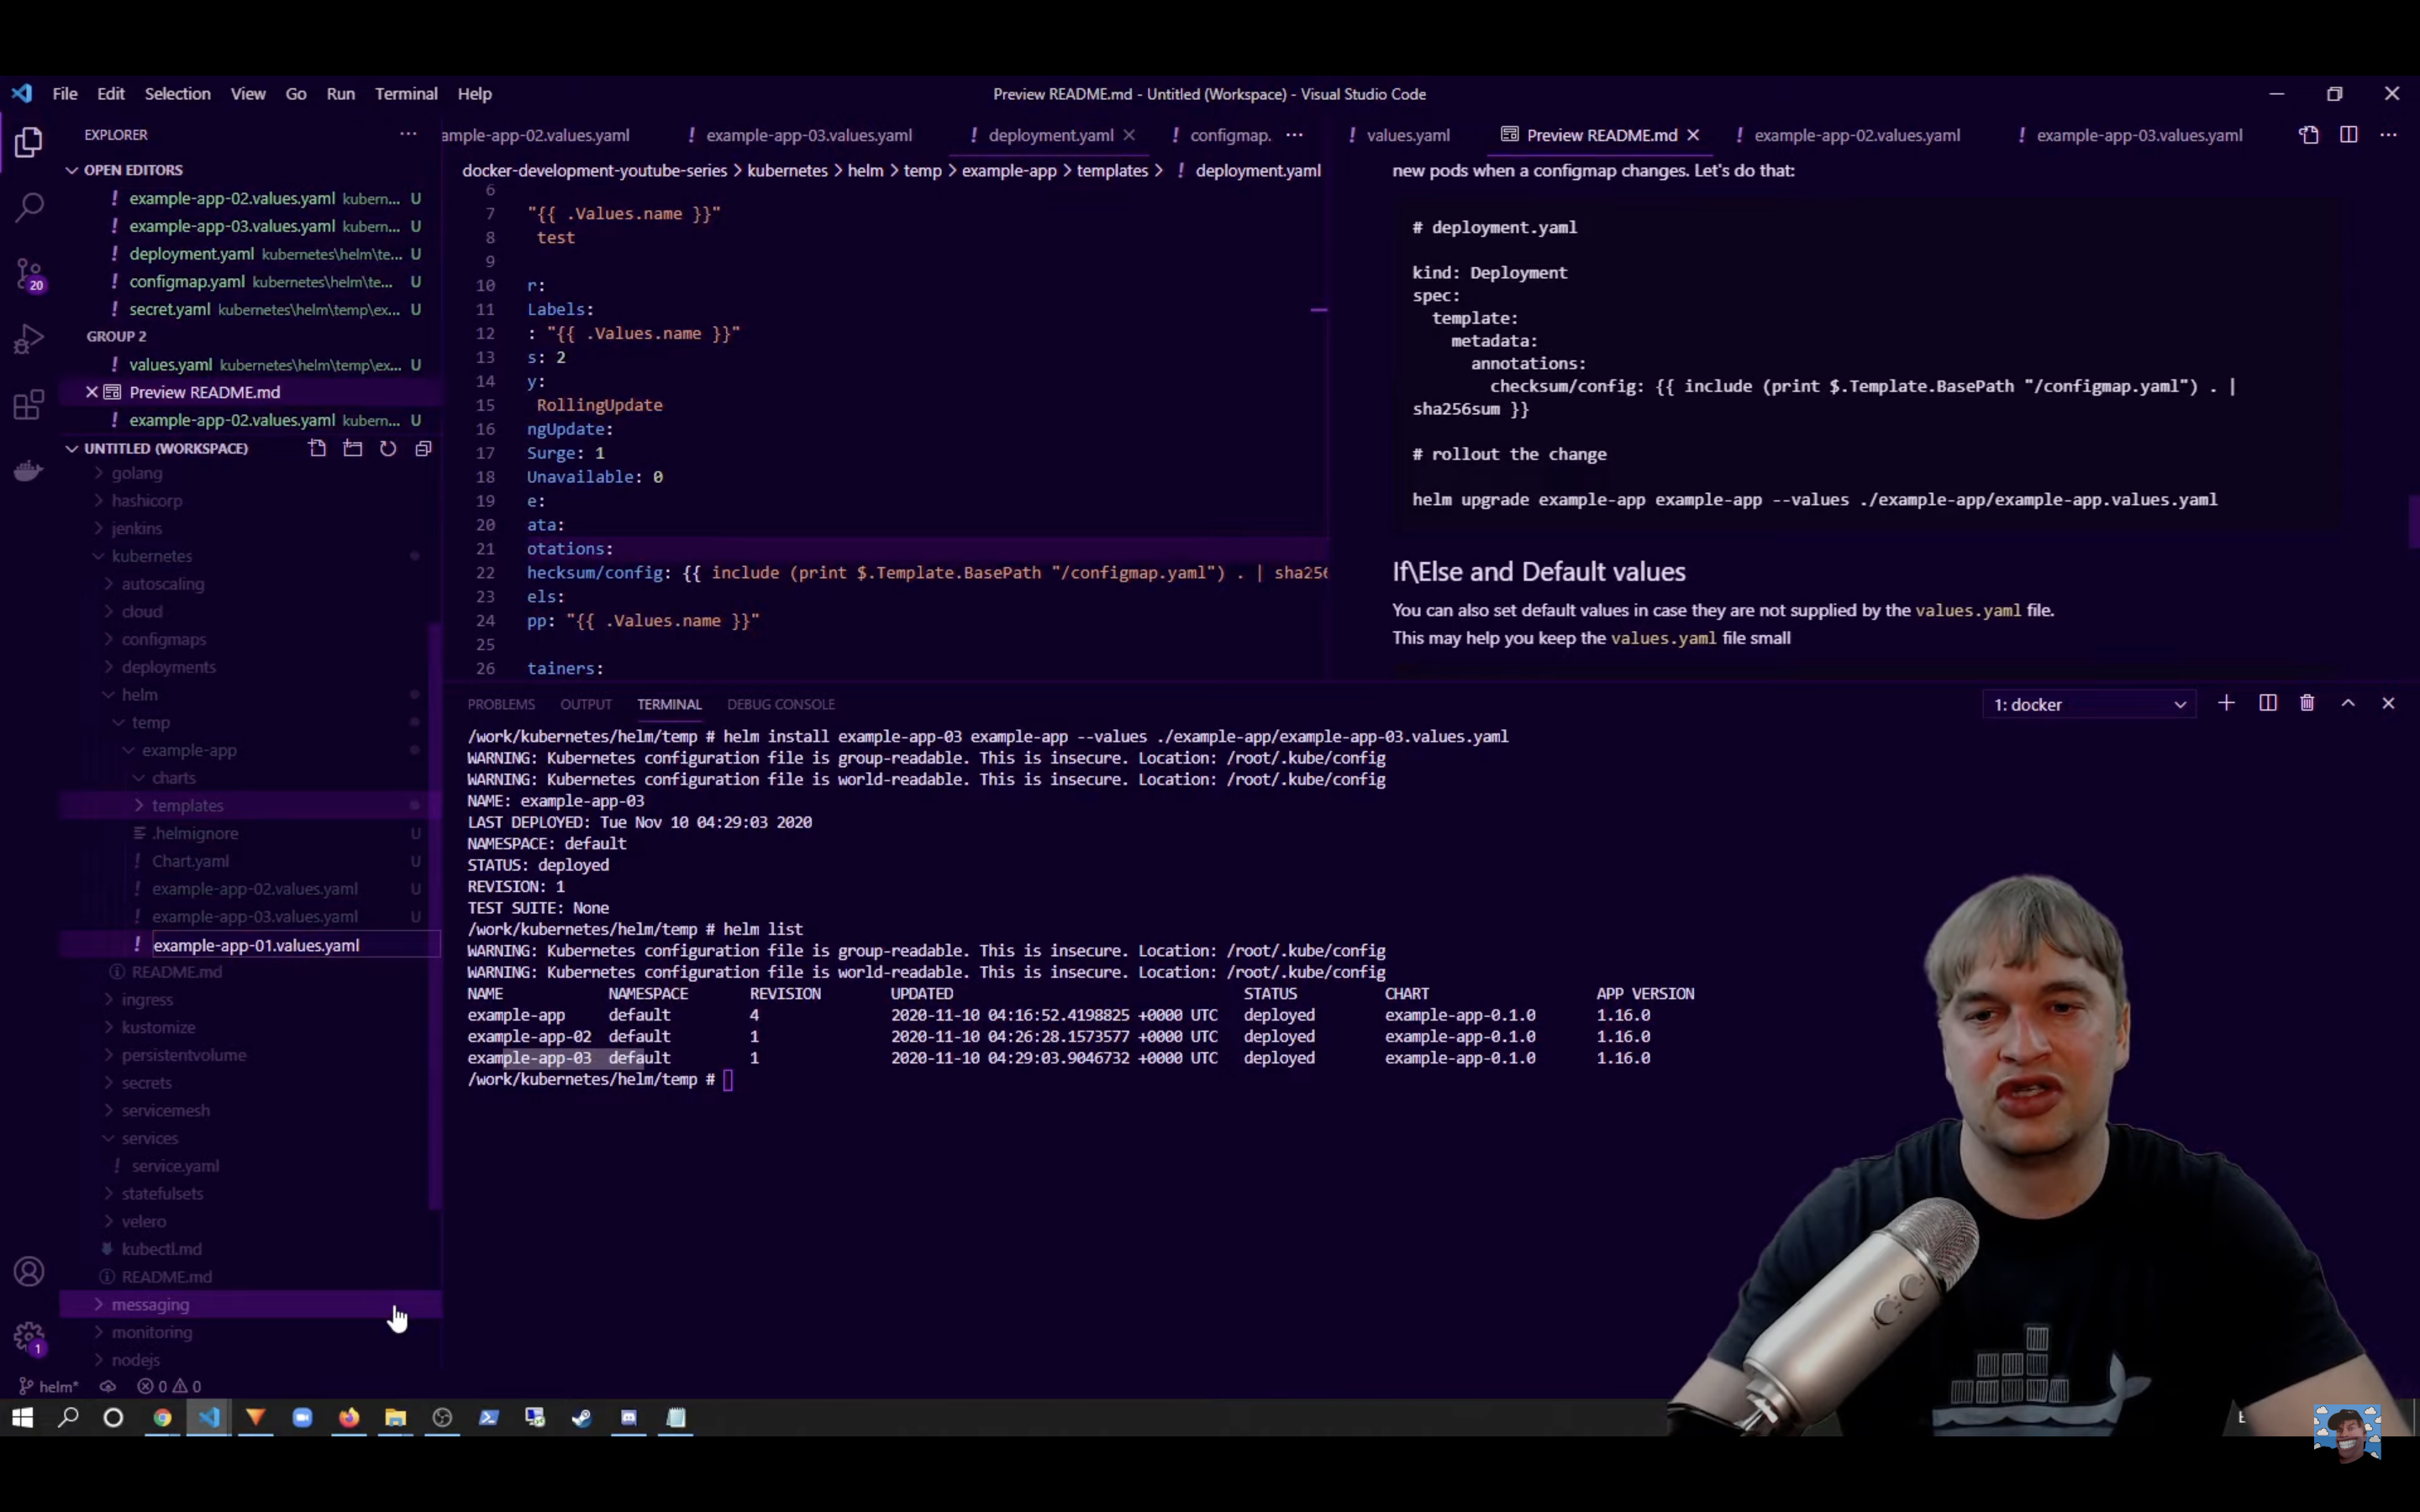 File Edit Selection View Go Run Terminal Help
Preview README.md - Untitled (Workspace) - Visual Studio Code
EXPLORER
OPEN EDITORS
example-app-02.values.yaml kubern... U
example-app-03.values.yaml kubern... U
deployment.yaml kubernetes\helm\te... U
configmap.yaml kubernetes\helm\te... U
secret.yaml kubernetes\helm\temp\ex... U
GROUP 2
values.yaml kubernetes\helm\temp\ex... U
Preview README.md
example-app-02.values.yaml kubern... U
UNTITLED (WORKSPACE)
golang
hashicorp
jenkins
kubernetes
autoscaling
cloud
configmaps
deployments
helm
temp
example-app
charts
templates
.helmignore U
Chart.yaml U
example-app-02.values.yaml U
example-app-03.values.yaml U
example-app-01.values.yaml
README.md
ingress
kustomize
persistentvolume
secrets
servicemesh
services
service.yaml
statefulsets
velero
kubectl.md
README.md
messaging
monitoring
nodejs
20
1
helm* 0 0
ample-app-02.values.yaml example-app-03.values.yaml deployment.yaml configmap. ...
docker-development-youtube-series > kubernetes > helm > temp > example-app > templates > ! deployment.yaml
6
7 "{{ .Values.name }}"
8 test
9
10 r:
11 Labels:
12 : "{{ .Values.name }}"
13 s: 2
14 y:
15 RollingUpdate
16 ngUpdate:
17 Surge: 1
18 Unavailable: 0
19 e:
20 ata:
21 otations:
22 hecksum/config: {{ include (print $.Template.BasePath "/configmap.yaml") . | sha256
23 els:
24 pp: "{{ .Values.name }}"
25
26 tainers:
values.yaml Preview README.md example-app-02.values.yaml example-app-03.values.yaml
new pods when a configmap changes. Let's do that:
# deployment.yaml
kind: Deployment
spec:
template:
metadata:
annotations:
checksum/config: {{ include (print $.Template.BasePath "/configmap.yaml") . |
sha256sum }}
# rollout the change
helm upgrade example-app example-app --values ./example-app/example-app.values.yaml
If\Else and Default values
You can also set default values in case they are not supplied by the values.yaml file.
This may help you keep the values.yaml file small
PROBLEMS OUTPUT TERMINAL DEBUG CONSOLE
1: docker
/work/kubernetes/helm/temp # helm install example-app-03 example-app --values ./example-app/example-app-03.values.yaml
WARNING: Kubernetes configuration file is group-readable. This is insecure. Location: /root/.kube/config
WARNING: Kubernetes configuration file is world-readable. This is insecure. Location: /root/.kube/config
NAME: example-app-03
LAST DEPLOYED: Tue Nov 10 04:29:03 2020
NAMESPACE: default
STATUS: deployed
REVISION: 1
TEST SUITE: None
/work/kubernetes/helm/temp # helm list
WARNING: Kubernetes configuration file is group-readable. This is insecure. Location: /root/.kube/config
WARNING: Kubernetes configuration file is world-readable. This is insecure. Location: /root/.kube/config
NAME NAMESPACE REVISION UPDATED STATUS CHART APP VERSION
example-app default 4 2020-11-10 04:16:52.4198825 +0000 UTC deployed example-app-0.1.0 1.16.0
example-app-02 default 1 2020-11-10 04:26:28.1573577 +0000 UTC deployed example-app-0.1.0 1.16.0
example-app-03 default 1 2020-11-10 04:29:03.9046732 +0000 UTC deployed example-app-0.1.0 1.16.0
/work/kubernetes/helm/temp #